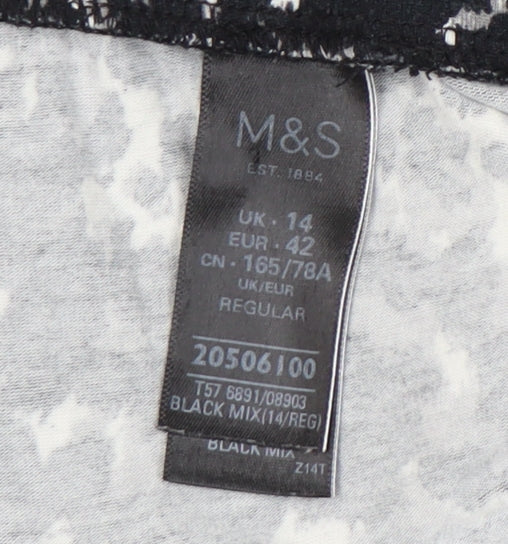 M&S
EST. 1884
UK · 14
EUR · 42
CN · 165/78A
UK/EUR
REGULAR
20506100
T57 6891/08903
BLACK MIX(14/REG)
BLACK MIX
Z14T